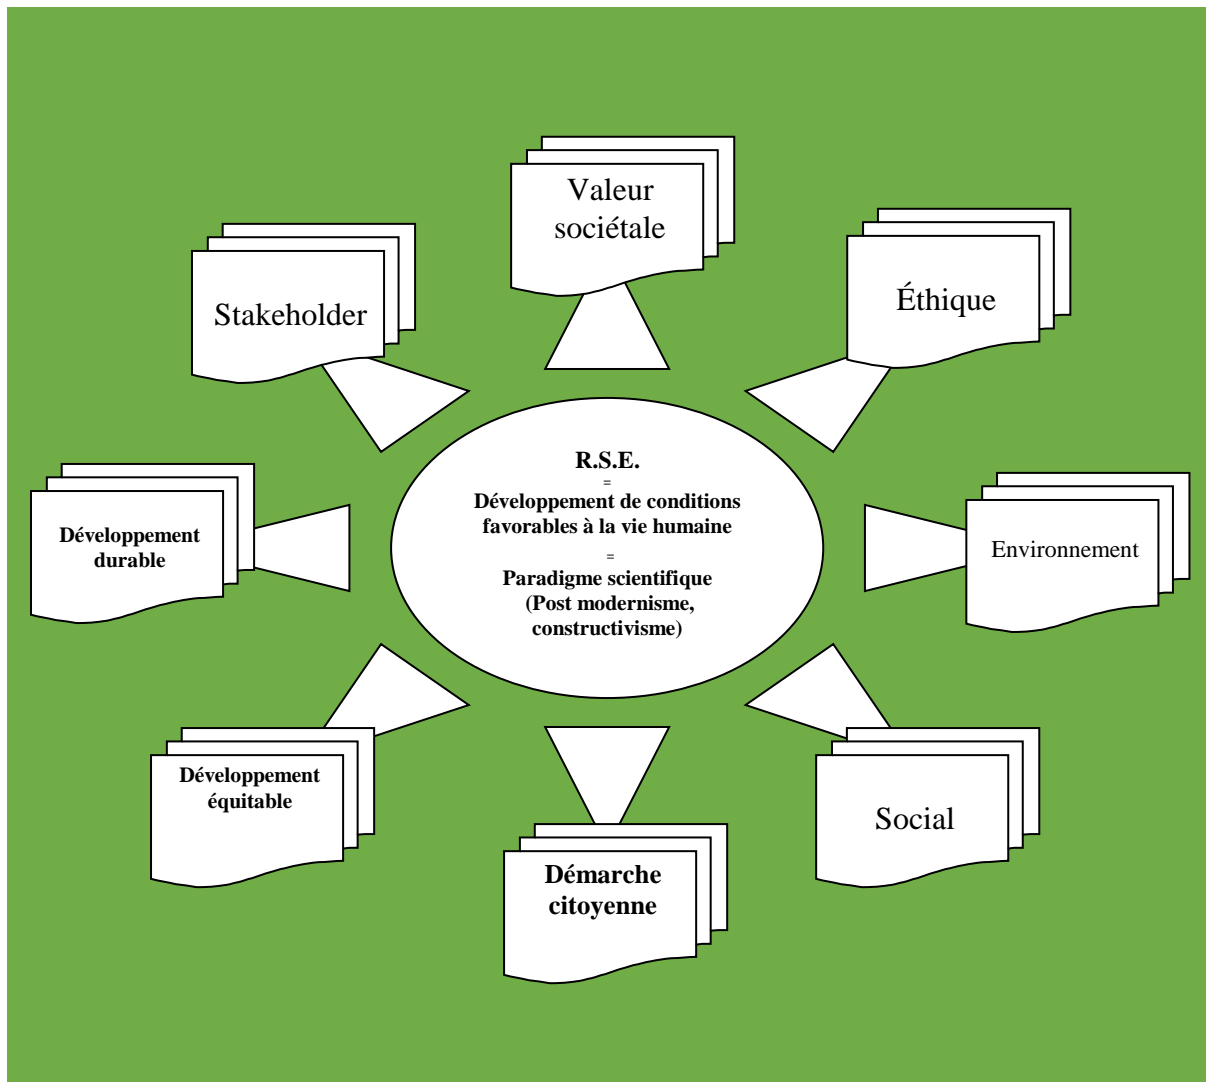 Valeur
sociétale
Éthique
Stakeholder
R.S.E.
=
Développement de conditions
favorables à la vie humaine
=
Paradigme scientifique
(Post modernisme,
constructivisme)
Développement
durable
Environnement
Développement
équitable
Social
Démarche
citoyenne